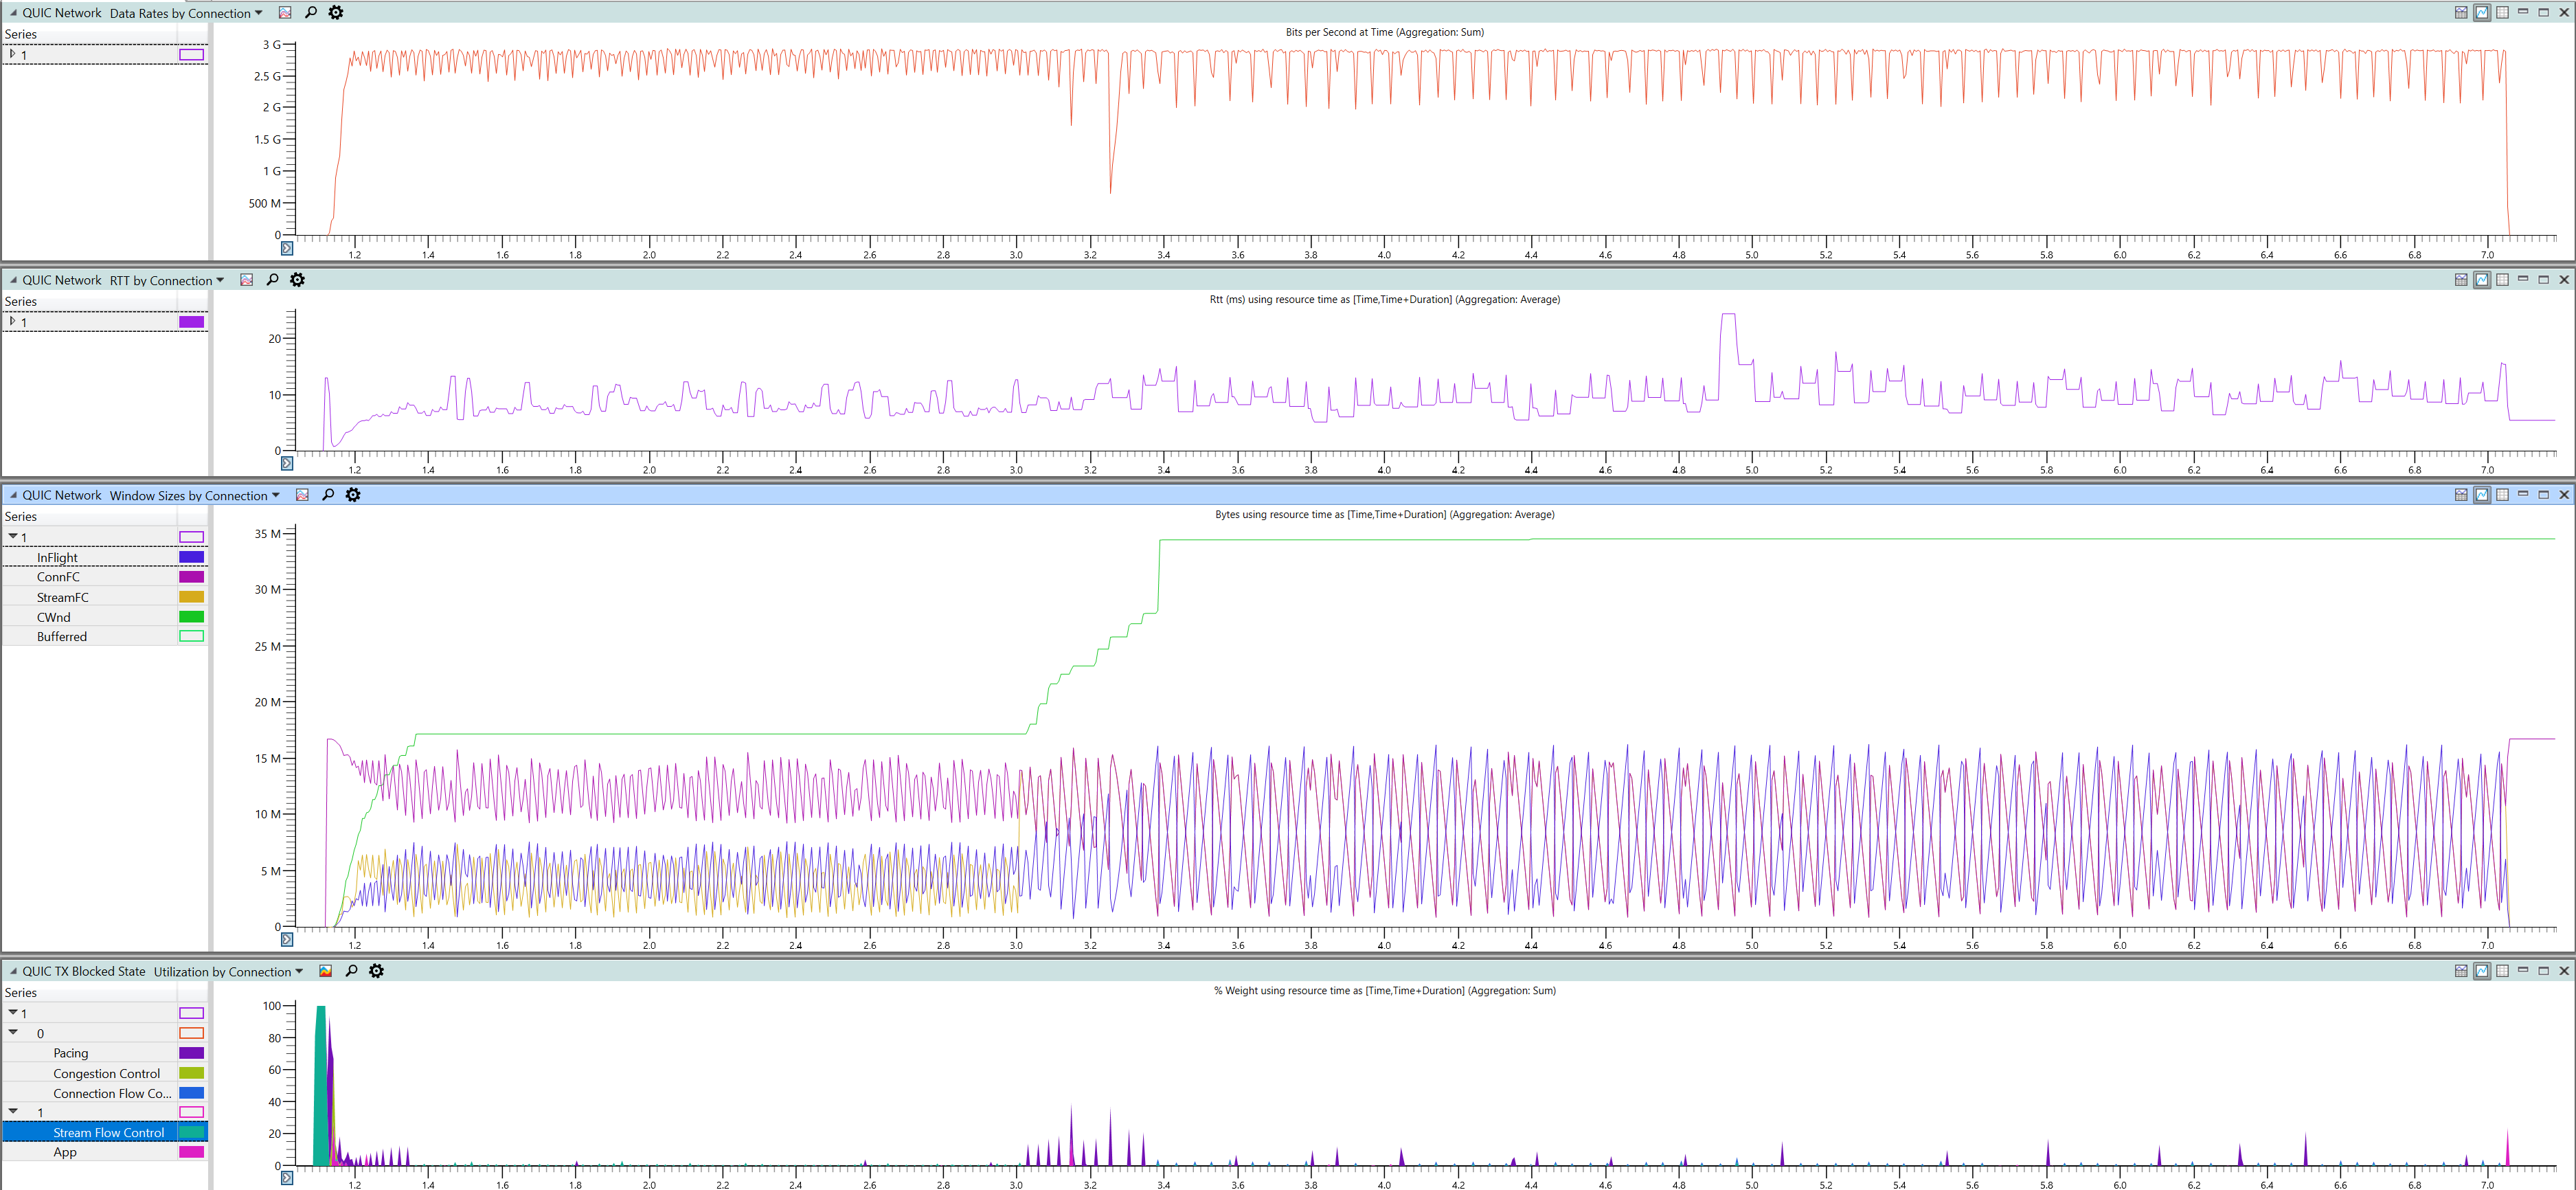 QUIC Network Data Rates by Connection
Series
1
Bits per Second at Time (Aggregation: Sum)
3 G
2.5 G
2 G
1.5 G
1 G
500 M
0
1.2 1.4 1.6 1.8 2.0 2.2 2.4 2.6 2.8 3.0 3.2 3.4 3.6 3.8 4.0 4.2 4.4 4.6 4.8 5.0 5.2 5.4 5.6 5.8 6.0 6.2 6.4 6.6 6.8 7.0
QUIC Network RTT by Connection
Series
1
Rtt (ms) using resource time as [Time,Time+Duration] (Aggregation: Average)
20
10
0
1.2 1.4 1.6 1.8 2.0 2.2 2.4 2.6 2.8 3.0 3.2 3.4 3.6 3.8 4.0 4.2 4.4 4.6 4.8 5.0 5.2 5.4 5.6 5.8 6.0 6.2 6.4 6.6 6.8 7.0
QUIC Network Window Sizes by Connection
Series
1
InFlight
ConnFC
StreamFC
CWnd
Bufferred
Bytes using resource time as [Time,Time+Duration] (Aggregation: Average)
35 M
30 M
25 M
20 M
15 M
10 M
5 M
0
1.2 1.4 1.6 1.8 2.0 2.2 2.4 2.6 2.8 3.0 3.2 3.4 3.6 3.8 4.0 4.2 4.4 4.6 4.8 5.0 5.2 5.4 5.6 5.8 6.0 6.2 6.4 6.6 6.8 7.0
QUIC TX Blocked State Utilization by Connection
Series
1
0
Pacing
Congestion Control
Connection Flow Co...
1
Stream Flow Control
App
% Weight using resource time as [Time,Time+Duration] (Aggregation: Sum)
100
80
60
40
20
0
1.2 1.4 1.6 1.8 2.0 2.2 2.4 2.6 2.8 3.0 3.2 3.4 3.6 3.8 4.0 4.2 4.4 4.6 4.8 5.0 5.2 5.4 5.6 5.8 6.0 6.2 6.4 6.6 6.8 7.0